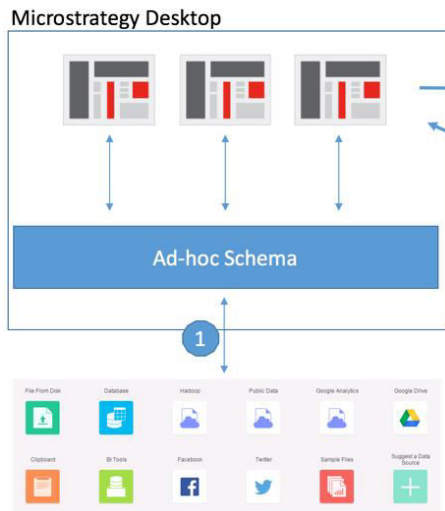 Microstrategy Desktop
Ad-hoc Schema
1
File From Disk
Database
Hadoop
Public Data
Google Analytics
Google Drive
Clipboard
BI Tools
Facebook
Twitter
Sample Files
Suggest a Data
Source